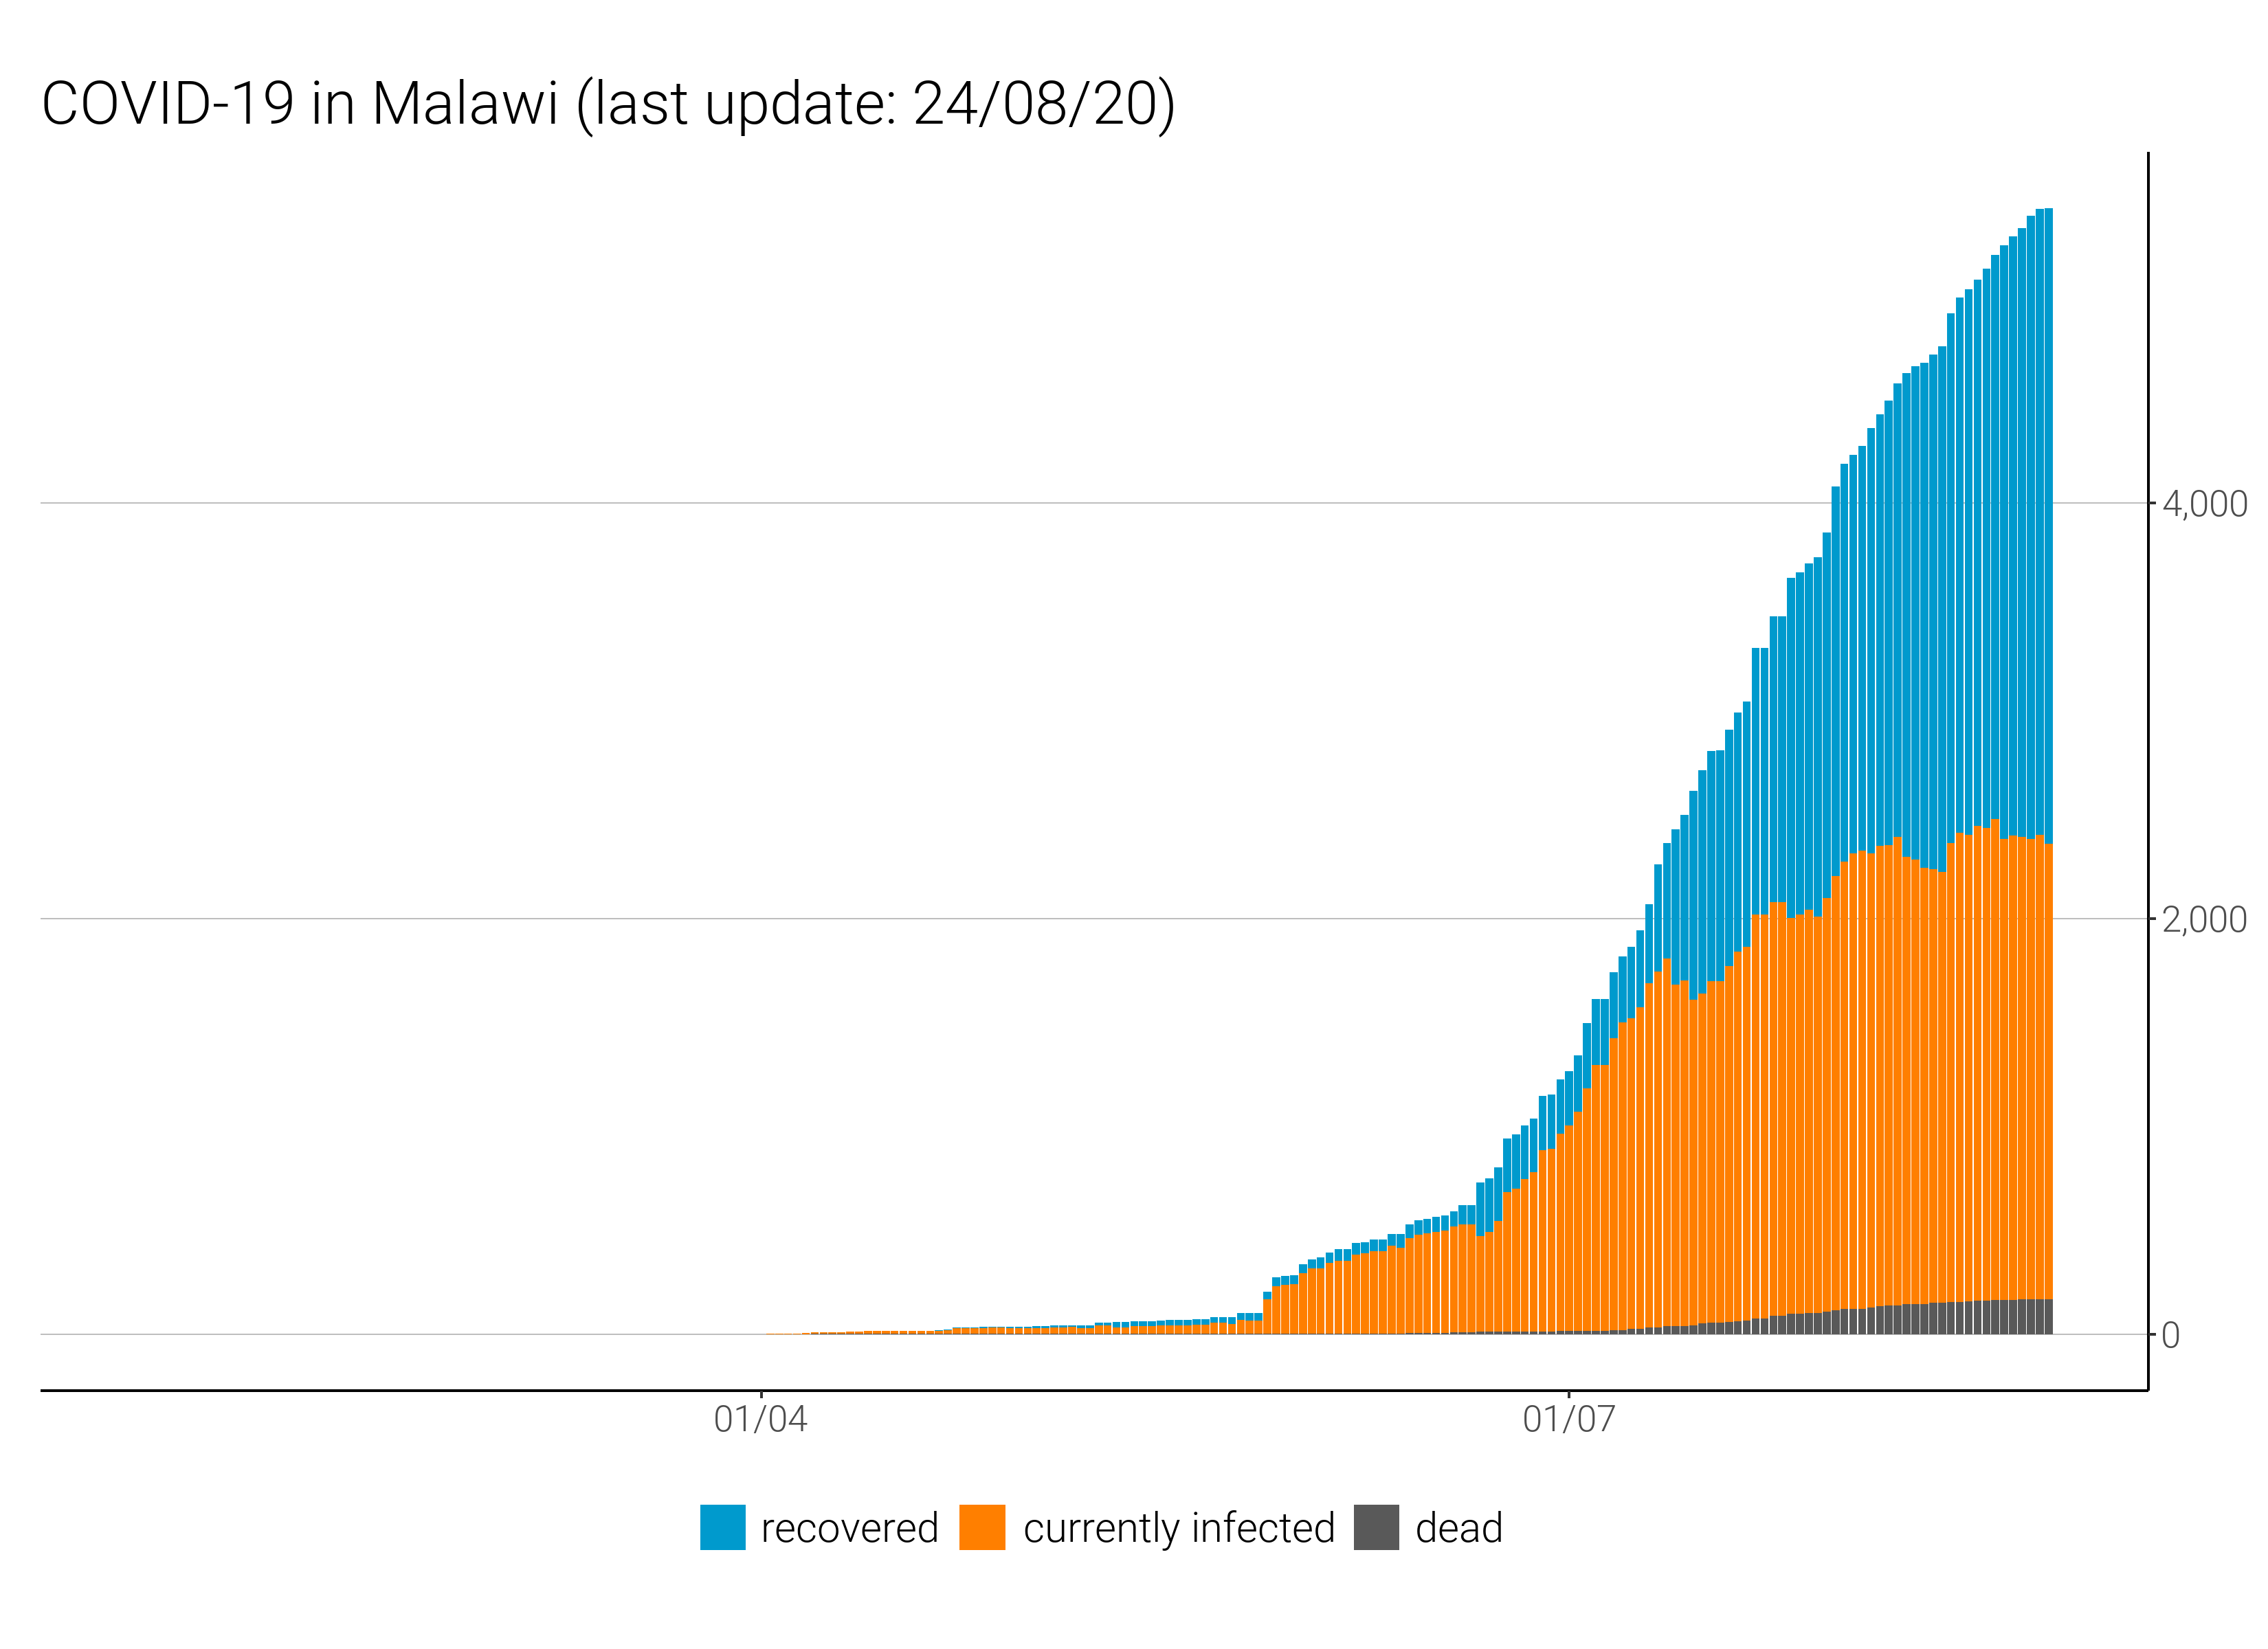 COVID-19 in Malawi (last update: 24/08/20)
4,000
2,000
0
01/04 01/07
recovered currently infected dead